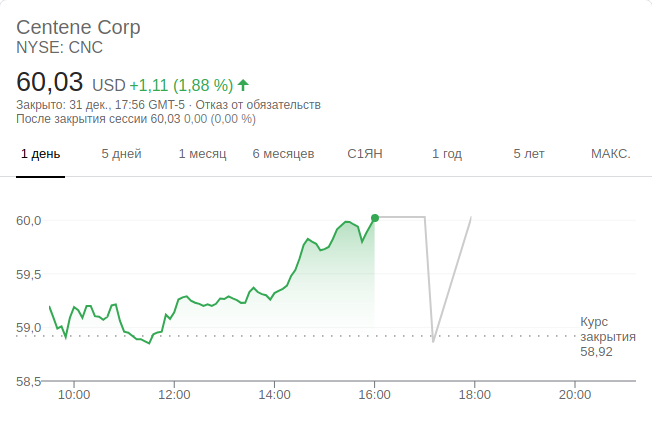 Centene Corp
NYSE: CNC
60,03 USD +1,11 (1,88 %)
Закрыто: 31 дек., 17:56 GMT-5 · Отказ от обязательств
После закрытия сессии 60,03 0,00 (0,00 %)
1 день 5 дней 1 месяц 6 месяцев С1ЯН 1 год 5 лет МАКС.
60,0
59,5
59,0
58,5
Курс
закрытия
58,92
10:00 12:00 14:00 16:00 18:00 20:00